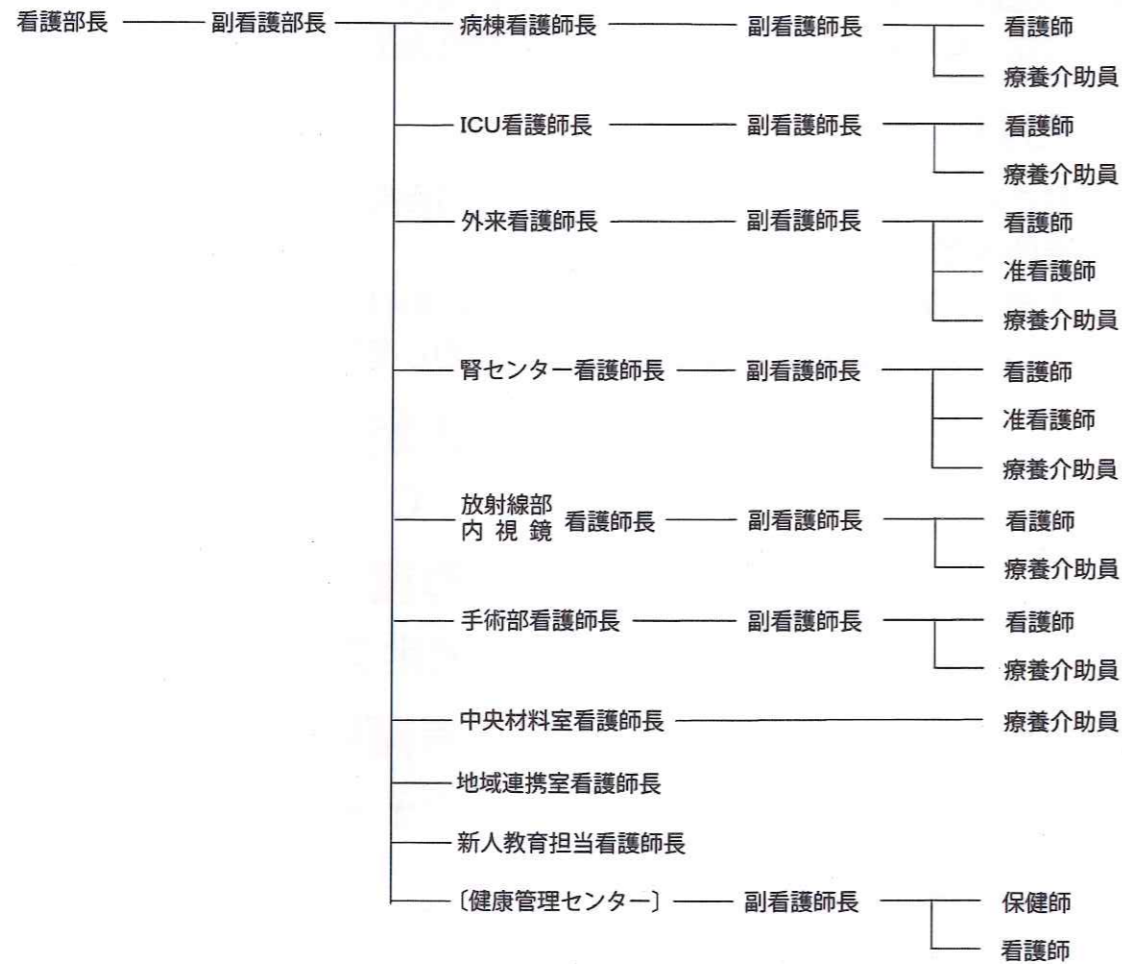 看護部長 副看護部長 病棟看護師長 副看護師長 看護師
療養介助員
ICU看護師長 副看護師長 看護師
療養介助員
外来看護師長 副看護師長 看護師
准看護師
療養介助員
腎センター看護師長 副看護師長 看護師
准看護師
療養介助員
放射線部
内視鏡 看護師長 副看護師長 看護師
療養介助員
手術部看護師長 副看護師長 看護師
療養介助員
中央材料室看護師長 療養介助員
地域連携室看護師長
新人教育担当看護師長
〔健康管理センター〕 副看護師長 保健師
看護師